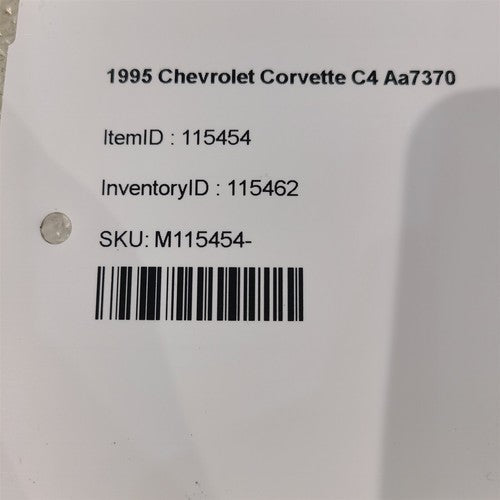 1995 Chevrolet Corvette C4 Aa7370
ItemID : 115454
InventoryID : 115462
SKU: M115454-